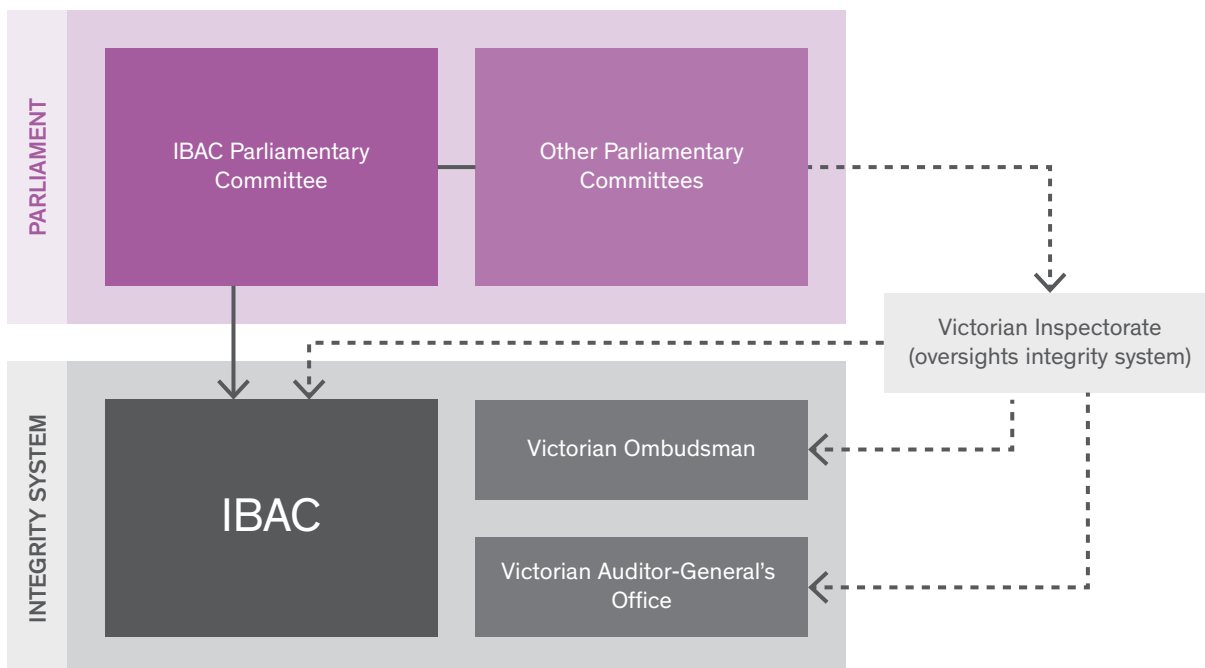 PARLIAMENT
IBAC Parliamentary
Committee
Other Parliamentary
Committees
Victorian Inspectorate
(oversights integrity system)
INTEGRITY SYSTEM
IBAC
Victorian Ombudsman
Victorian Auditor-General’s
Office